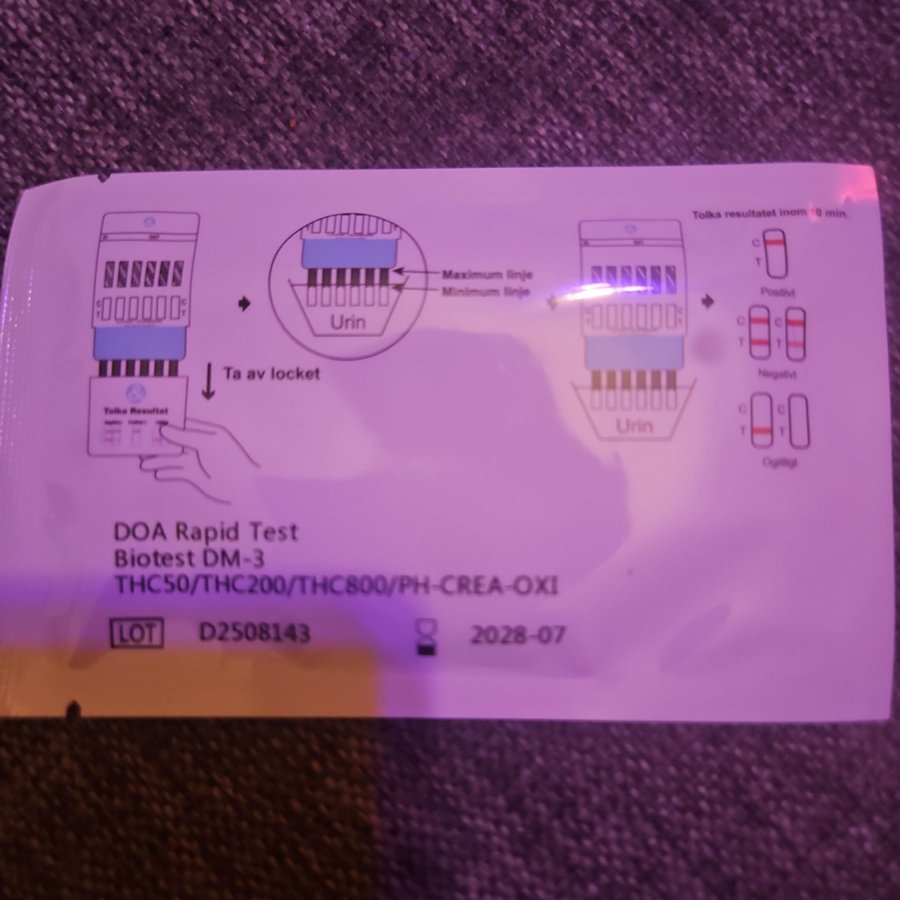 Tolka resultatet inom 10 min.
C
T
Positivt
Maximum linje
Minimum linje
Urin
C T C T
Negativt
Ta av locket
Tolka Resultat
Urin
C T C T
Ogiltigt
DOA Rapid Test
Biotest DM-3
THC50/THC200/THC800/PH-CREA-OXI
LOT D2508143 2028-07